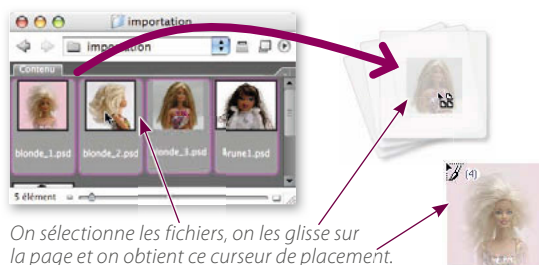 importation
importation
Contenu
blonde_1.psd
blonde_2.psd
blonde_3.psd
brune1.psd
5 élément
(4)
On sélectionne les fichiers, on les glisse sur
la page et on obtient ce curseur de placement.